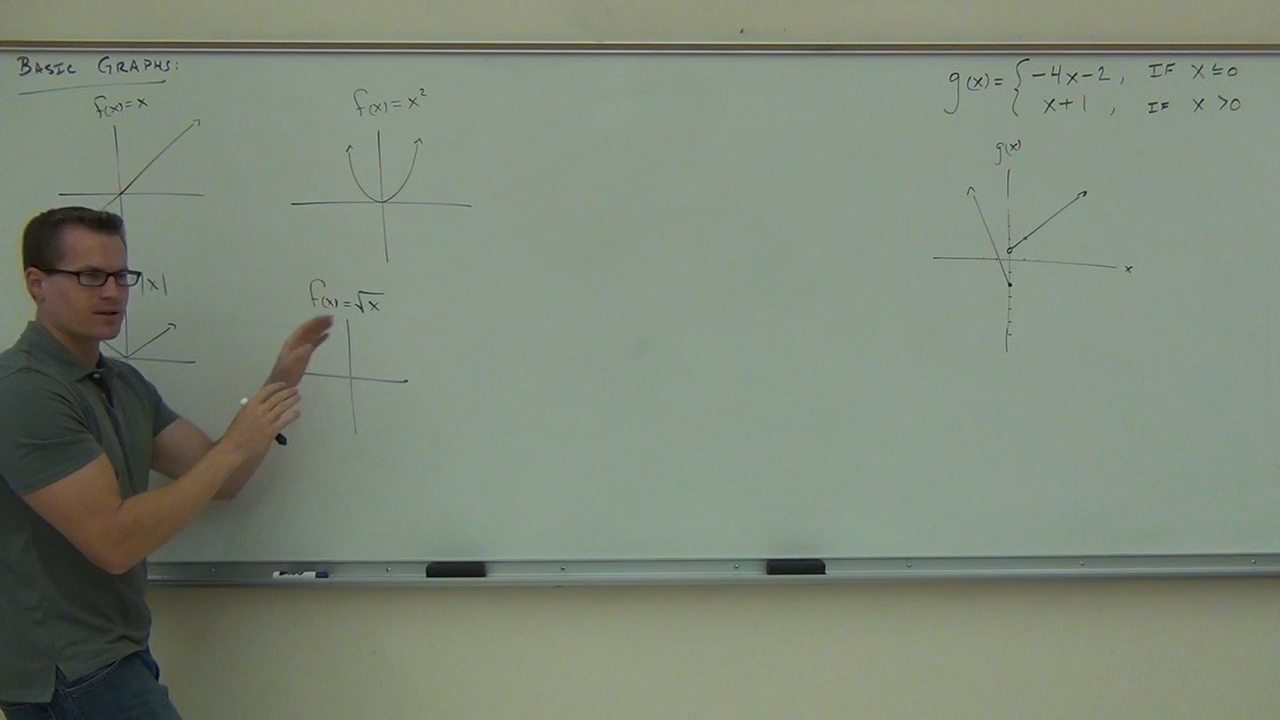 BASIC GRAPHS:
f(x)=x
f(x)=x²
|x|
f(x)=√x
g(x)={-4x-2, IF x≤0
x+1, IF x>0
g(x)
x